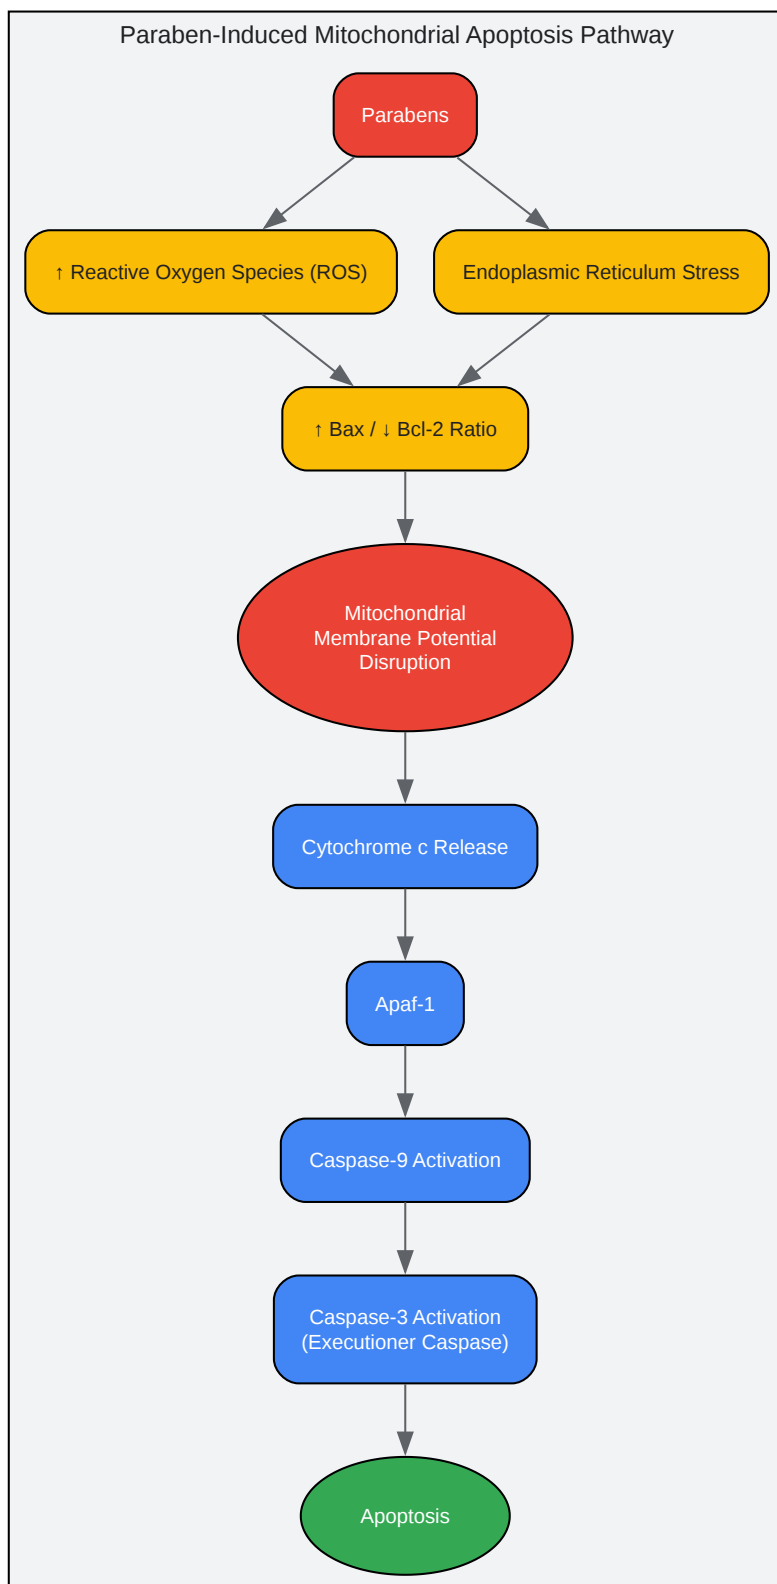 Paraben-Induced Mitochondrial Apoptosis Pathway
Parabens
↑ Reactive Oxygen Species (ROS)
Endoplasmic Reticulum Stress
↑ Bax / ↓ Bcl-2 Ratio
Mitochondrial
Membrane Potential
Disruption
Cytochrome c Release
Apaf-1
Caspase-9 Activation
Caspase-3 Activation
(Executioner Caspase)
Apoptosis